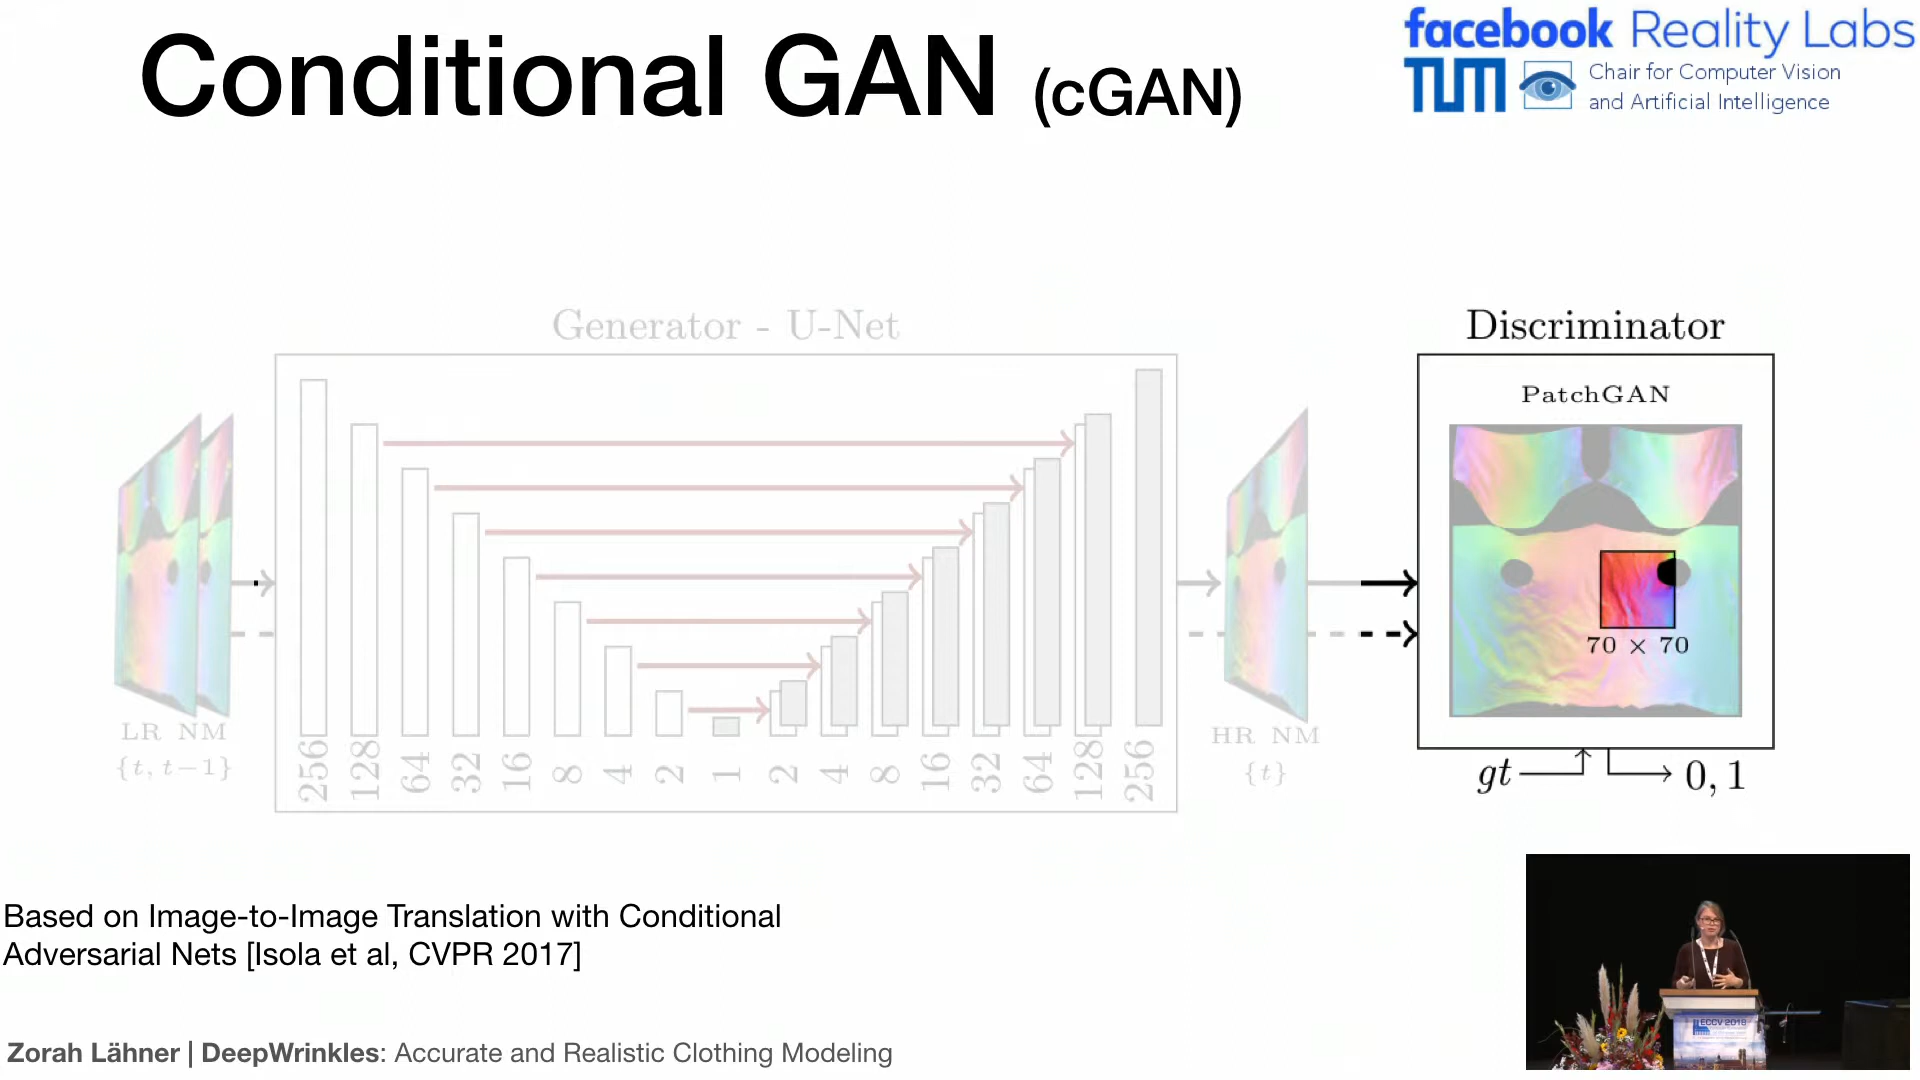 Conditional GAN (cGAN)
facebook Reality Labs
TUM
Chair for Computer Vision
and Artificial Intelligence
Generator - U-Net
Discriminator
PatchGAN
70 × 70
LR NM
{t, t−1}
256 128 64 32 16 8 4 2 1 2 4 8 16 32 64 128 256
HR NM
{t}
gt
0, 1
Based on Image-to-Image Translation with Conditional
Adversarial Nets [Isola et al, CVPR 2017]
ECCV 2018
Zorah Lähner | DeepWrinkles: Accurate and Realistic Clothing Modeling